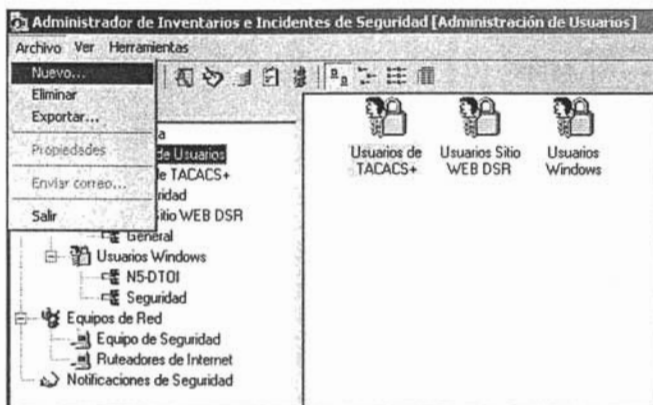 Administrador de Inventarios e Incidentes de Seguridad [Administración de Usuarios]
Archivo Ver Herramientas
Nuevo...
Eliminar
Exportar...
Propiedades
Enviar correo...
Salir
a
de Usuarios
de TACACS+
ridad
Sitio WEB DSR
General
Usuarios Windows
N5-DTOI
Seguridad
Equipos de Red
Equipo de Seguridad
Ruteadores de Internet
Notificaciones de Seguridad
Usuarios de TACACS+
Usuarios Sitio WEB DSR
Usuarios Windows